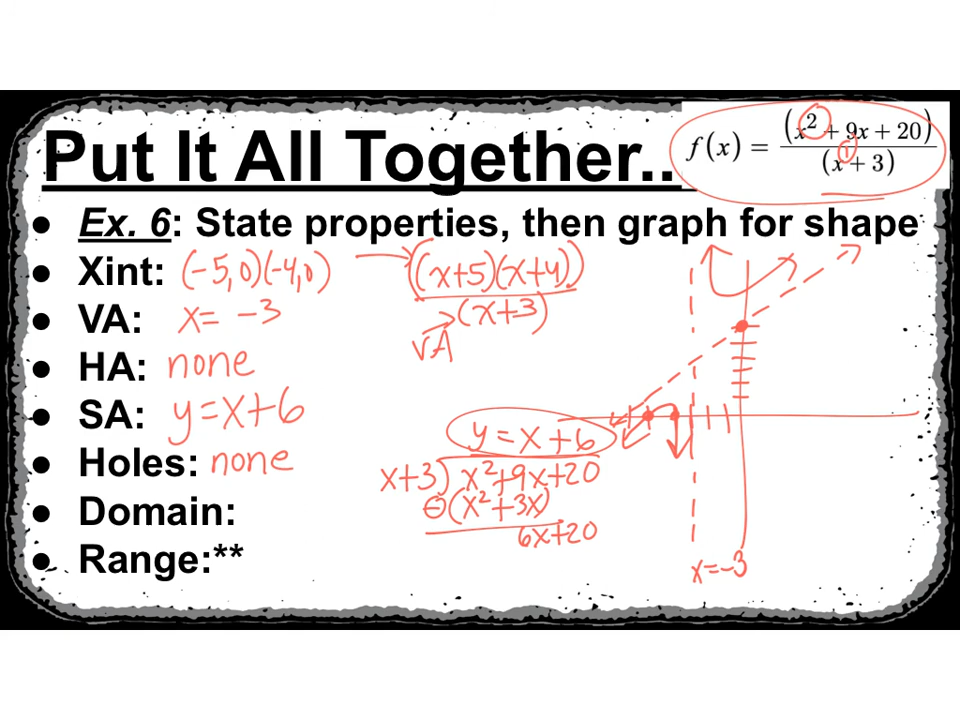 Put It All Together..
f(x) = (x² + 9x + 20) / (x + 3)
● Ex. 6: State properties, then graph for shape
● Xint: (-5,0)(-4,0) → ((x+5)(x+4)) / (x+3)
● VA: x = -3
VA
● HA: none
● SA: y=x+6
y = x + 6
● Holes: none
x+3) x²+9x+20
⊖(x²+3x)
6x+20
● Domain:
● Range:**
x=-3